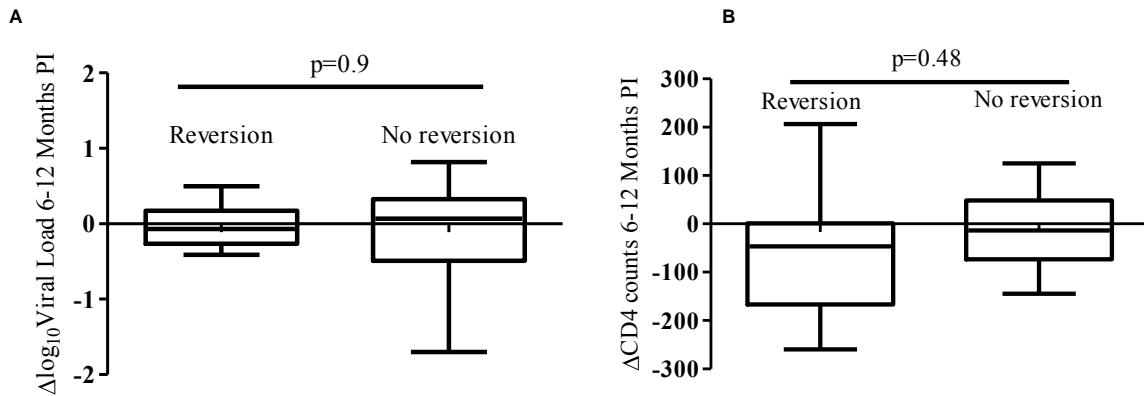 A
Δlog10Viral Load 6-12 Months PI
p=0.9
Reversion
No reversion
2
1
0
-1
-2
B
ΔCD4 counts 6-12 Months PI
p=0.48
Reversion
No reversion
300
200
100
0
-100
-200
-300